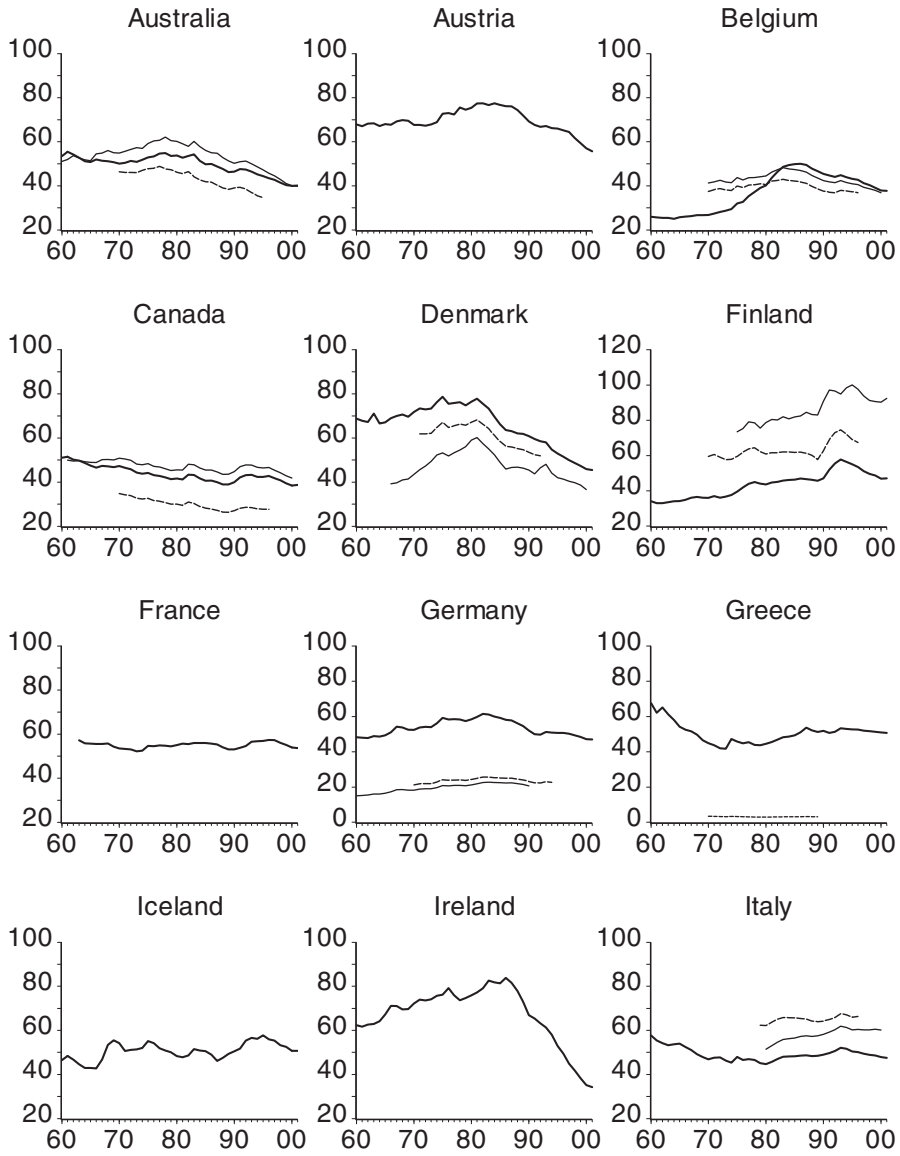 Australia Austria Belgium
100 100 100
80 80 80
60 60 60
40 40 40
20 20 20
60 70 80 90 00 60 70 80 90 00 60 70 80 90 00
Canada Denmark Finland
100 100 120
80 80 100
60 60 80
40 40 60
20 20 40
20
60 70 80 90 00 60 70 80 90 00 60 70 80 90 00
France Germany Greece
100 100 100
80 80 80
60 60 60
40 40 40
20 20 20
0 0
60 70 80 90 00 60 70 80 90 00 60 70 80 90 00
Iceland Ireland Italy
100 100 100
80 80 80
60 60 60
40 40 40
20 20 20
60 70 80 90 00 60 70 80 90 00 60 70 80 90 00